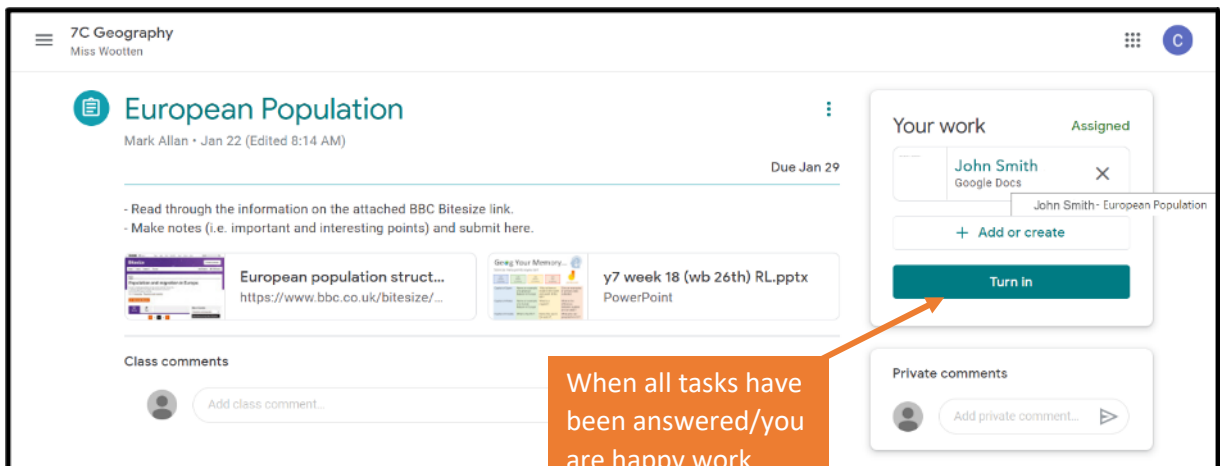 7C Geography
Miss Wootten
C
European Population
Mark Allan • Jan 22 (Edited 8:14 AM)
Due Jan 29
- Read through the information on the attached BBC Bitesize link.
- Make notes (i.e. important and interesting points) and submit here.
European population struct...
https://www.bbc.co.uk/bitesize/...
y7 week 18 (wb 26th) RL.pptx
PowerPoint
Class comments
Add class comment...
Your work
Assigned
John Smith
Google Docs
John Smith - European Population
+ Add or create
Turn in
Private comments
Add private comment...
When all tasks have
been answered/you
are happy work